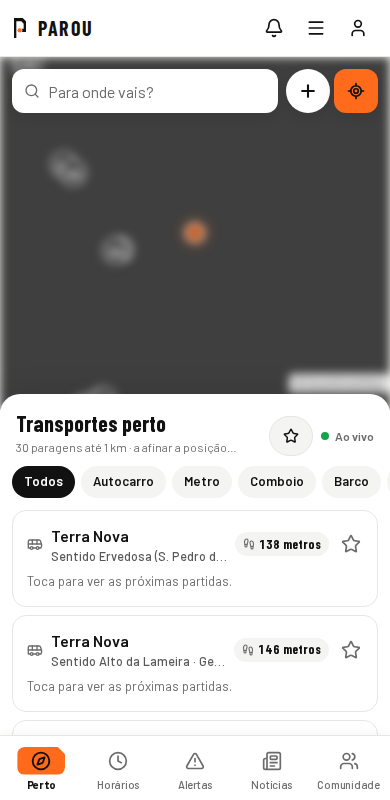 PAROU
Para onde vais?
Transportes perto
30 paragens até 1 km · a afinar a posição...
Ao vivo
Todos
Autocarro
Metro
Comboio
Barco
Terra Nova
Sentido Ervedosa (S. Pedro d...
138 metros
Toca para ver as próximas partidas.
Terra Nova
Sentido Alto da Lameira · Ge...
146 metros
Toca para ver as próximas partidas.
Perto
Horários
Alertas
Notícias
Comunidade